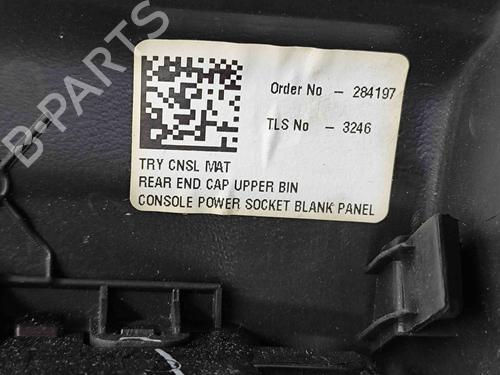 B-PARTS
Order No - 284197
TLS No - 3246
TRY CNSL MAT
REAR END CAP UPPER BIN
CONSOLE POWER SOCKET BLANK PANEL